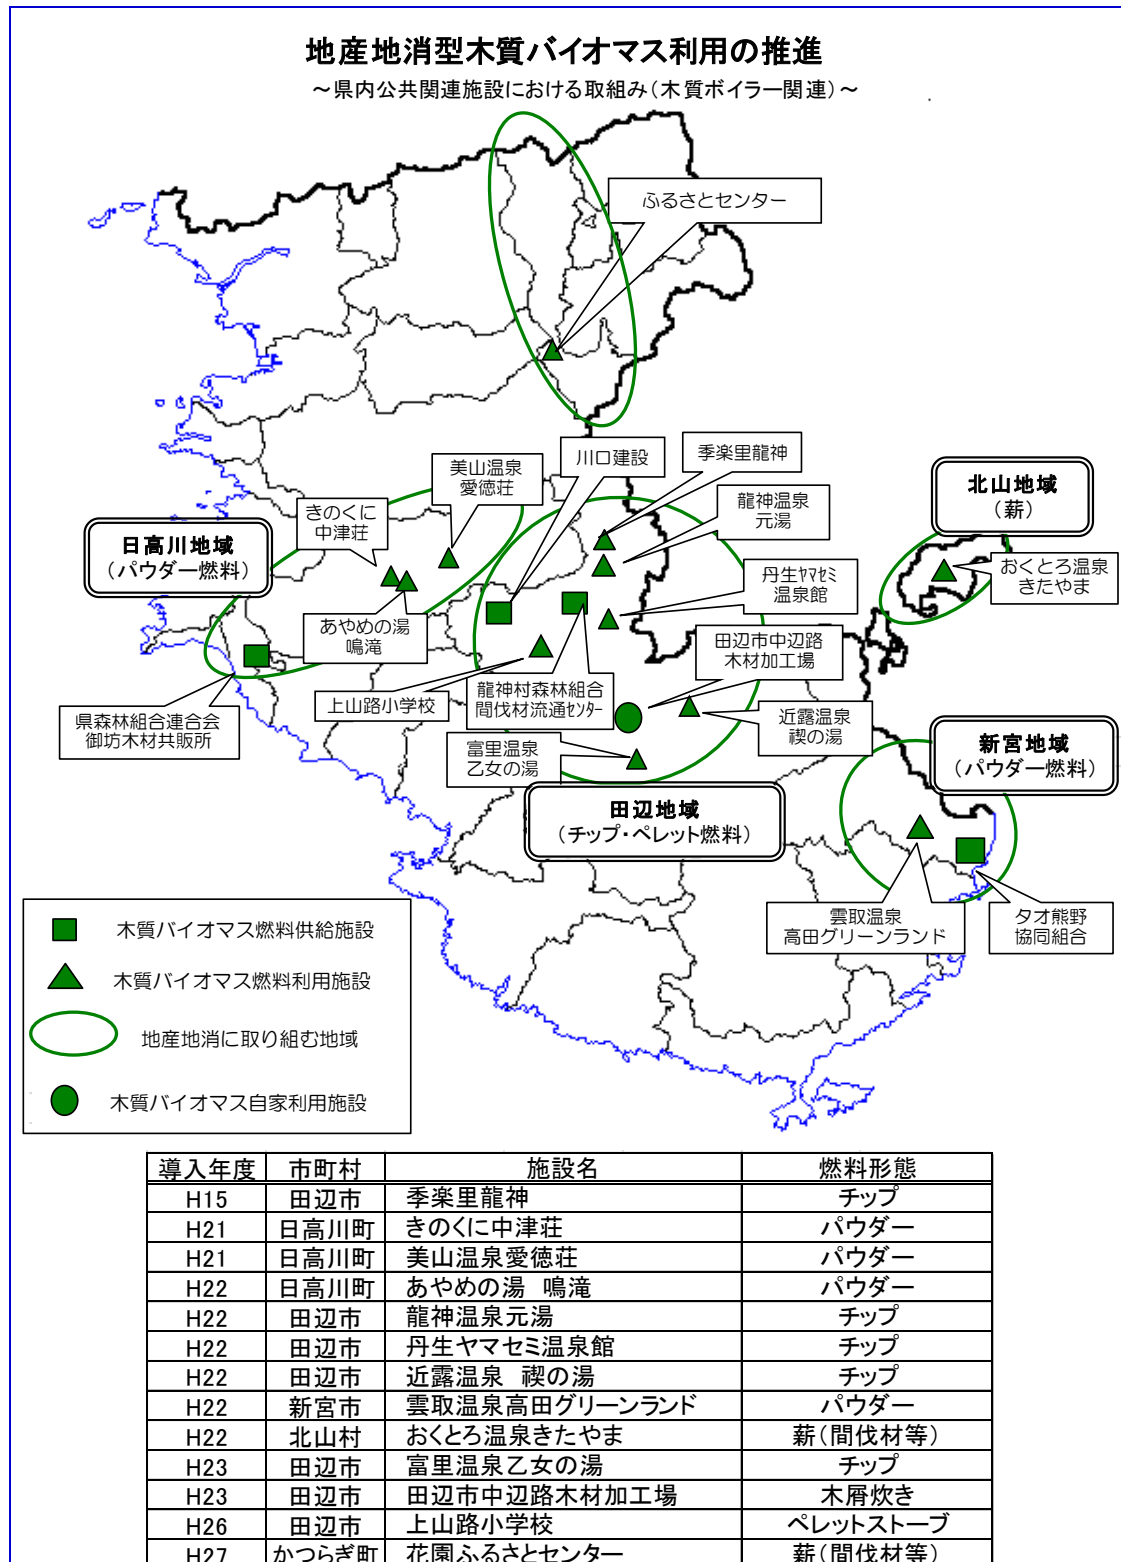 地産地消型木質バイオマス利用の推進
～県内公共関連施設における取組み(木質ボイラー関連)～
ふるさとセンター
川口建設
季楽里龍神
美山温泉
愛徳荘
龍神温泉
元湯
北山地域
(薪)
きのくに
中津荘
日高川地域
(パウダー燃料)
おくとろ温泉
きたやま
丹生ﾔﾏｾﾐ
温泉館
あやめの湯
鳴滝
田辺市中辺路
木材加工場
上山路小学校
龍神村森林組合
間伐材流通ｾﾝﾀｰ
県森林組合連合会
御坊木材共販所
近露温泉
禊の湯
富里温泉
乙女の湯
新宮地域
(パウダー燃料)
田辺地域
(チップ・ペレット燃料)
雲取温泉
高田グリーンランド
タオ熊野
協同組合
木質バイオマス燃料供給施設
木質バイオマス燃料利用施設
地産地消に取り組む地域
木質バイオマス自家利用施設
導入年度 市町村 施設名 燃料形態
H15 田辺市 季楽里龍神 チップ
H21 日高川町 きのくに中津荘 パウダー
H21 日高川町 美山温泉愛徳荘 パウダー
H22 日高川町 あやめの湯 鳴滝 パウダー
H22 田辺市 龍神温泉元湯 チップ
H22 田辺市 丹生ヤマセミ温泉館 チップ
H22 田辺市 近露温泉 禊の湯 チップ
H22 新宮市 雲取温泉高田グリーンランド パウダー
H22 北山村 おくとろ温泉きたやま 薪(間伐材等)
H23 田辺市 富里温泉乙女の湯 チップ
H23 田辺市 田辺市中辺路木材加工場 木屑炊き
H26 田辺市 上山路小学校 ペレットストーブ
H27 かつらぎ町 花園ふるさとセンター 薪(間伐材等)